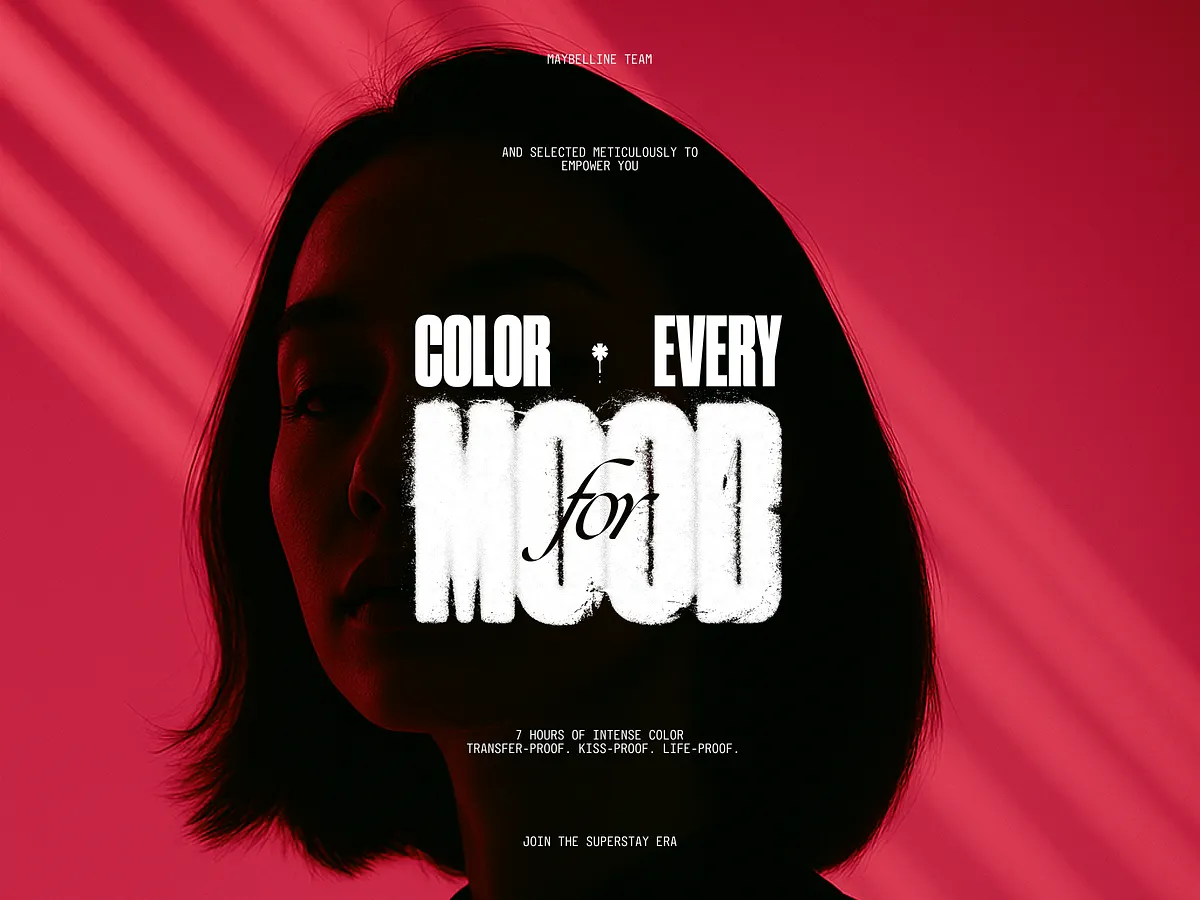 MAYBELLINE TEAM
AND SELECTED METICULOUSLY TO
EMPOWER YOU
COLOR EVERY
MOOD
for
7 HOURS OF INTENSE COLOR
TRANSFER-PROOF. KISS-PROOF. LIFE-PROOF.
JOIN THE SUPERSTAY ERA